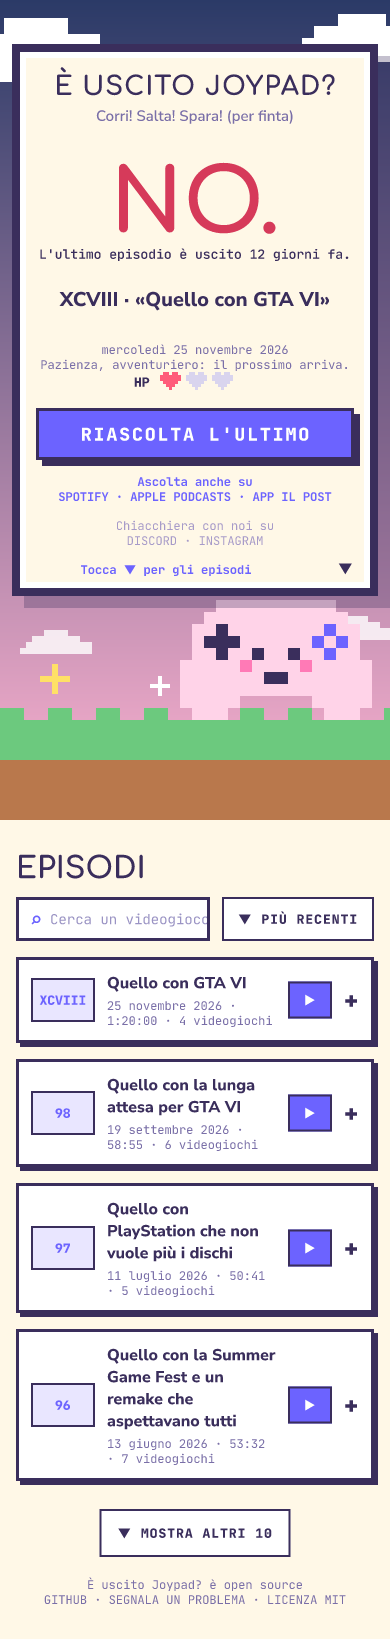 È USCITO JOYPAD?
Corri! Salta! Spara! (per finta)
NO.
L'ultimo episodio è uscito 12 giorni fa.
XCVIII · «Quello con GTA VI»
mercoledì 25 novembre 2026
Pazienza, avventuriero: il prossimo arriva.
HP
RIASCOLTA L'ULTIMO
Ascolta anche su
SPOTIFY · APPLE PODCASTS · APP IL POST
Chiacchiera con noi su
DISCORD · INSTAGRAM
Tocca ▼ per gli episodi ▼
EPISODI
⌕ Cerca un videogioco
▼ PIÙ RECENTI
XCVIII
Quello con GTA VI
25 novembre 2026 ·
1:20:00 · 4 videogiochi
98
Quello con la lunga
attesa per GTA VI
19 settembre 2026 ·
58:55 · 6 videogiochi
97
Quello con
PlayStation che non
vuole più i dischi
11 luglio 2026 · 50:41
· 5 videogiochi
96
Quello con la Summer
Game Fest e un
remake che
aspettavano tutti
13 giugno 2026 · 53:32
· 7 videogiochi
▼ MOSTRA ALTRI 10
È uscito Joypad? è open source
GITHUB · SEGNALA UN PROBLEMA · LICENZA MIT